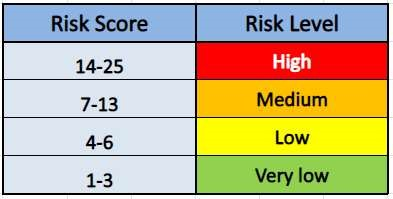 Risk Score Risk Level
14-25 High
7-13 Medium
4-6 Low
1-3 Very low